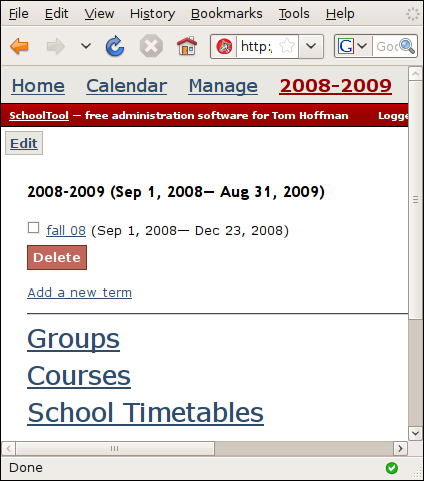 File Edit View History Bookmarks Tools Help
http: G Goo
Home Calendar Manage 2008-2009
SchoolTool — free administration software for Tom Hoffman Logge
Edit
2008-2009 (Sep 1, 2008— Aug 31, 2009)
fall 08 (Sep 1, 2008— Dec 23, 2008)
Delete
Add a new term
Groups
Courses
School Timetables
Done